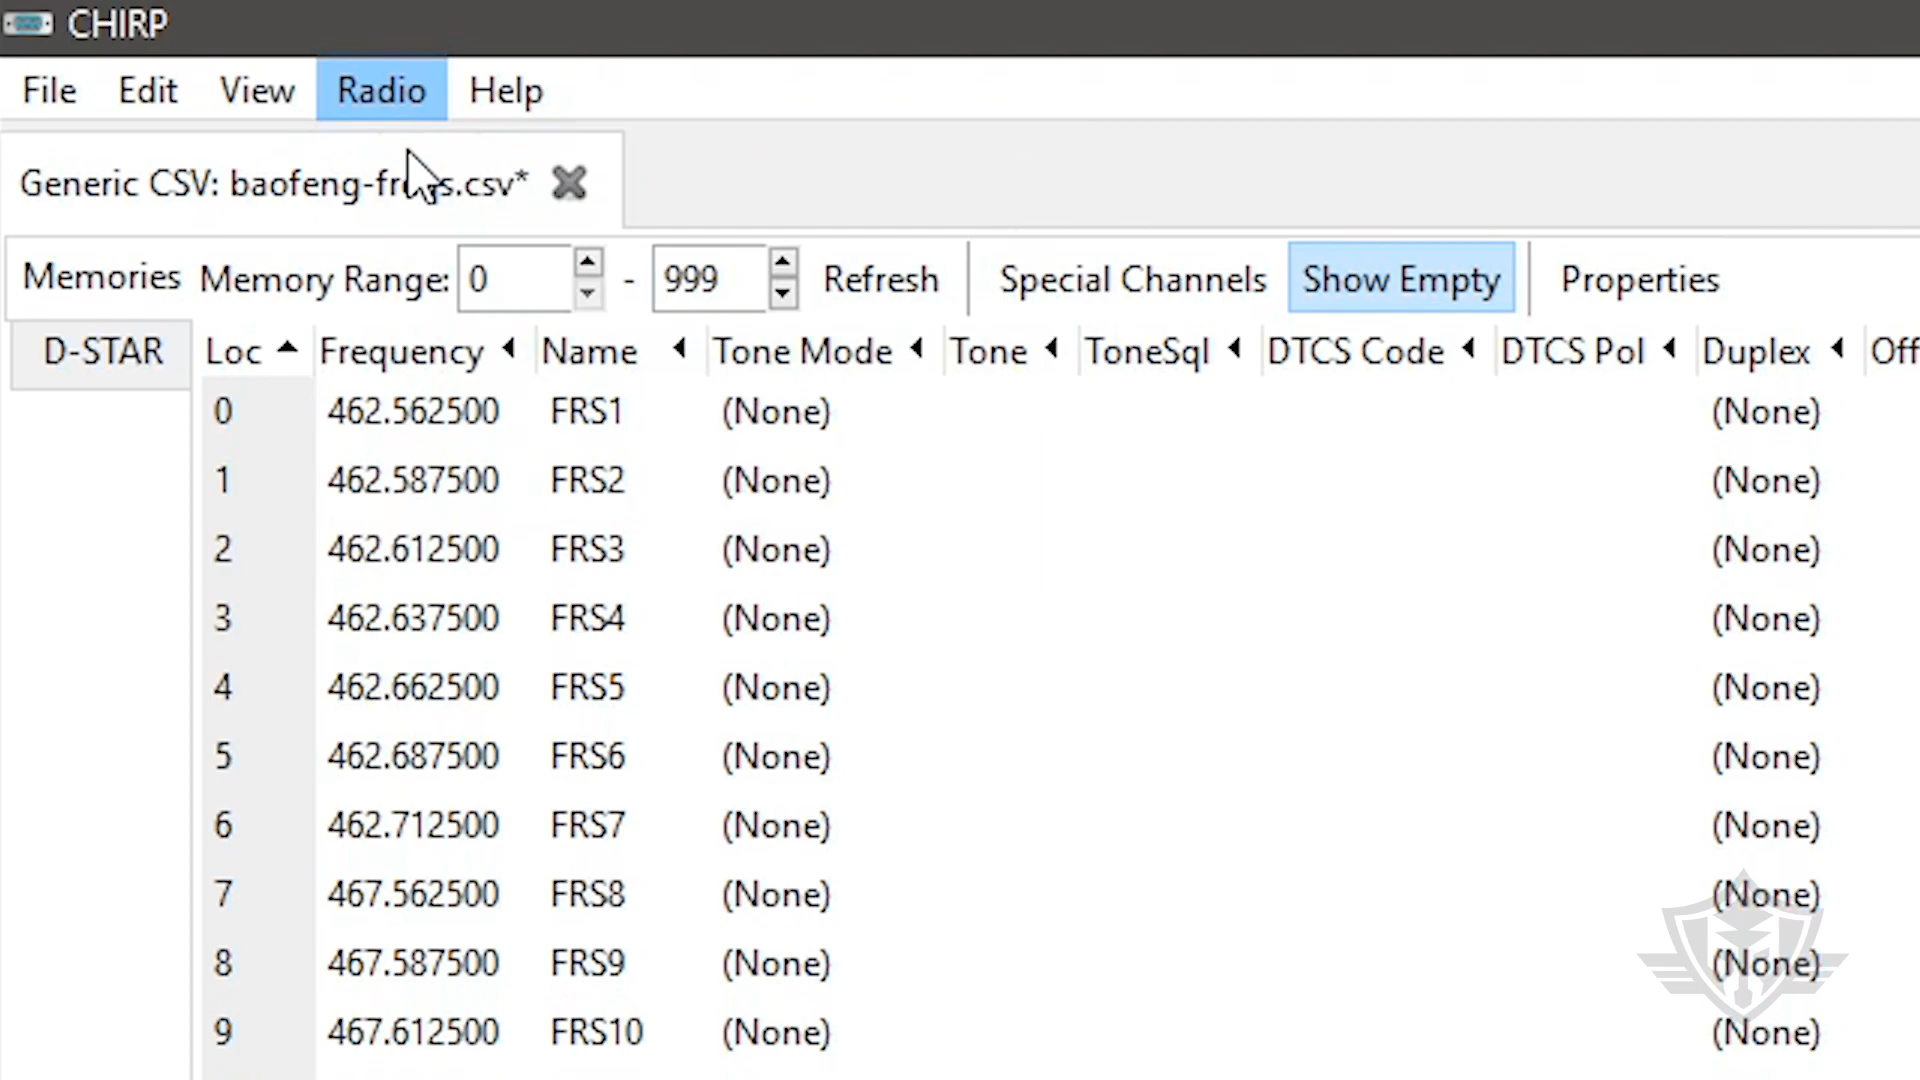 CHIRP
File Edit View Radio Help
Generic CSV: baofeng-fr s.csv*
Memories Memory Range: 0 - 999 Refresh Special Channels Show Empty Properties
D-STAR Loc Frequency Name Tone Mode Tone ToneSql DTCS Code DTCS Pol Duplex Off
0 462.562500 FRS1 (None) (None)
1 462.587500 FRS2 (None) (None)
2 462.612500 FRS3 (None) (None)
3 462.637500 FRS4 (None) (None)
4 462.662500 FRS5 (None) (None)
5 462.687500 FRS6 (None) (None)
6 462.712500 FRS7 (None) (None)
7 467.562500 FRS8 (None) (None)
8 467.587500 FRS9 (None) (None)
9 467.612500 FRS10 (None) (None)